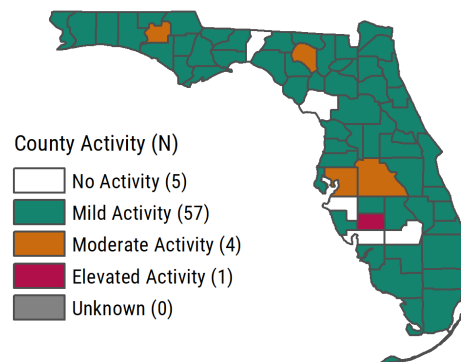 County Activity (N)
No Activity (5)
Mild Activity (57)
Moderate Activity (4)
Elevated Activity (1)
Unknown (0)